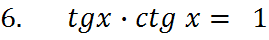 6. tgx · ctg x = 1